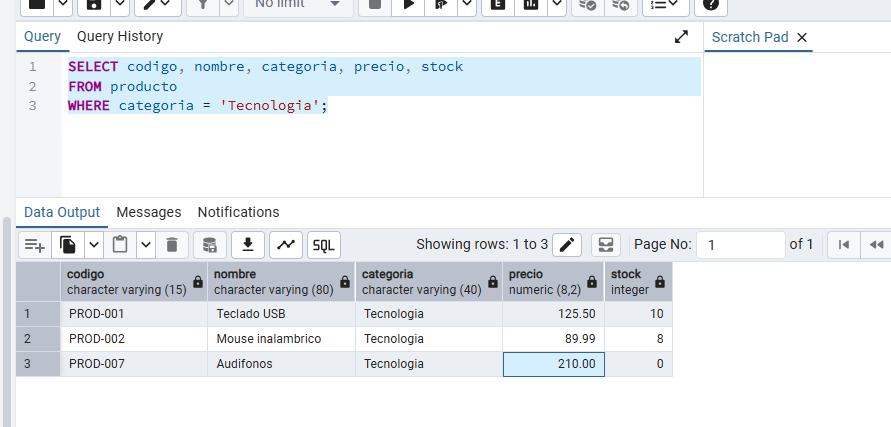 No limit
E
SQL
Query Query History
Scratch Pad
1 SELECT codigo, nombre, categoria, precio, stock
2 FROM producto
3 WHERE categoria = 'Tecnologia';
Data Output Messages Notifications
SQL Showing rows: 1 to 3 Page No: 1 of 1
codigo nombre categoria precio stock
character varying (15) character varying (80) character varying (40) numeric (8,2) integer
1 PROD-001 Teclado USB Tecnologia 125.50 10
2 PROD-002 Mouse inalambrico Tecnologia 89.99 8
3 PROD-007 Audifonos Tecnologia 210.00 0